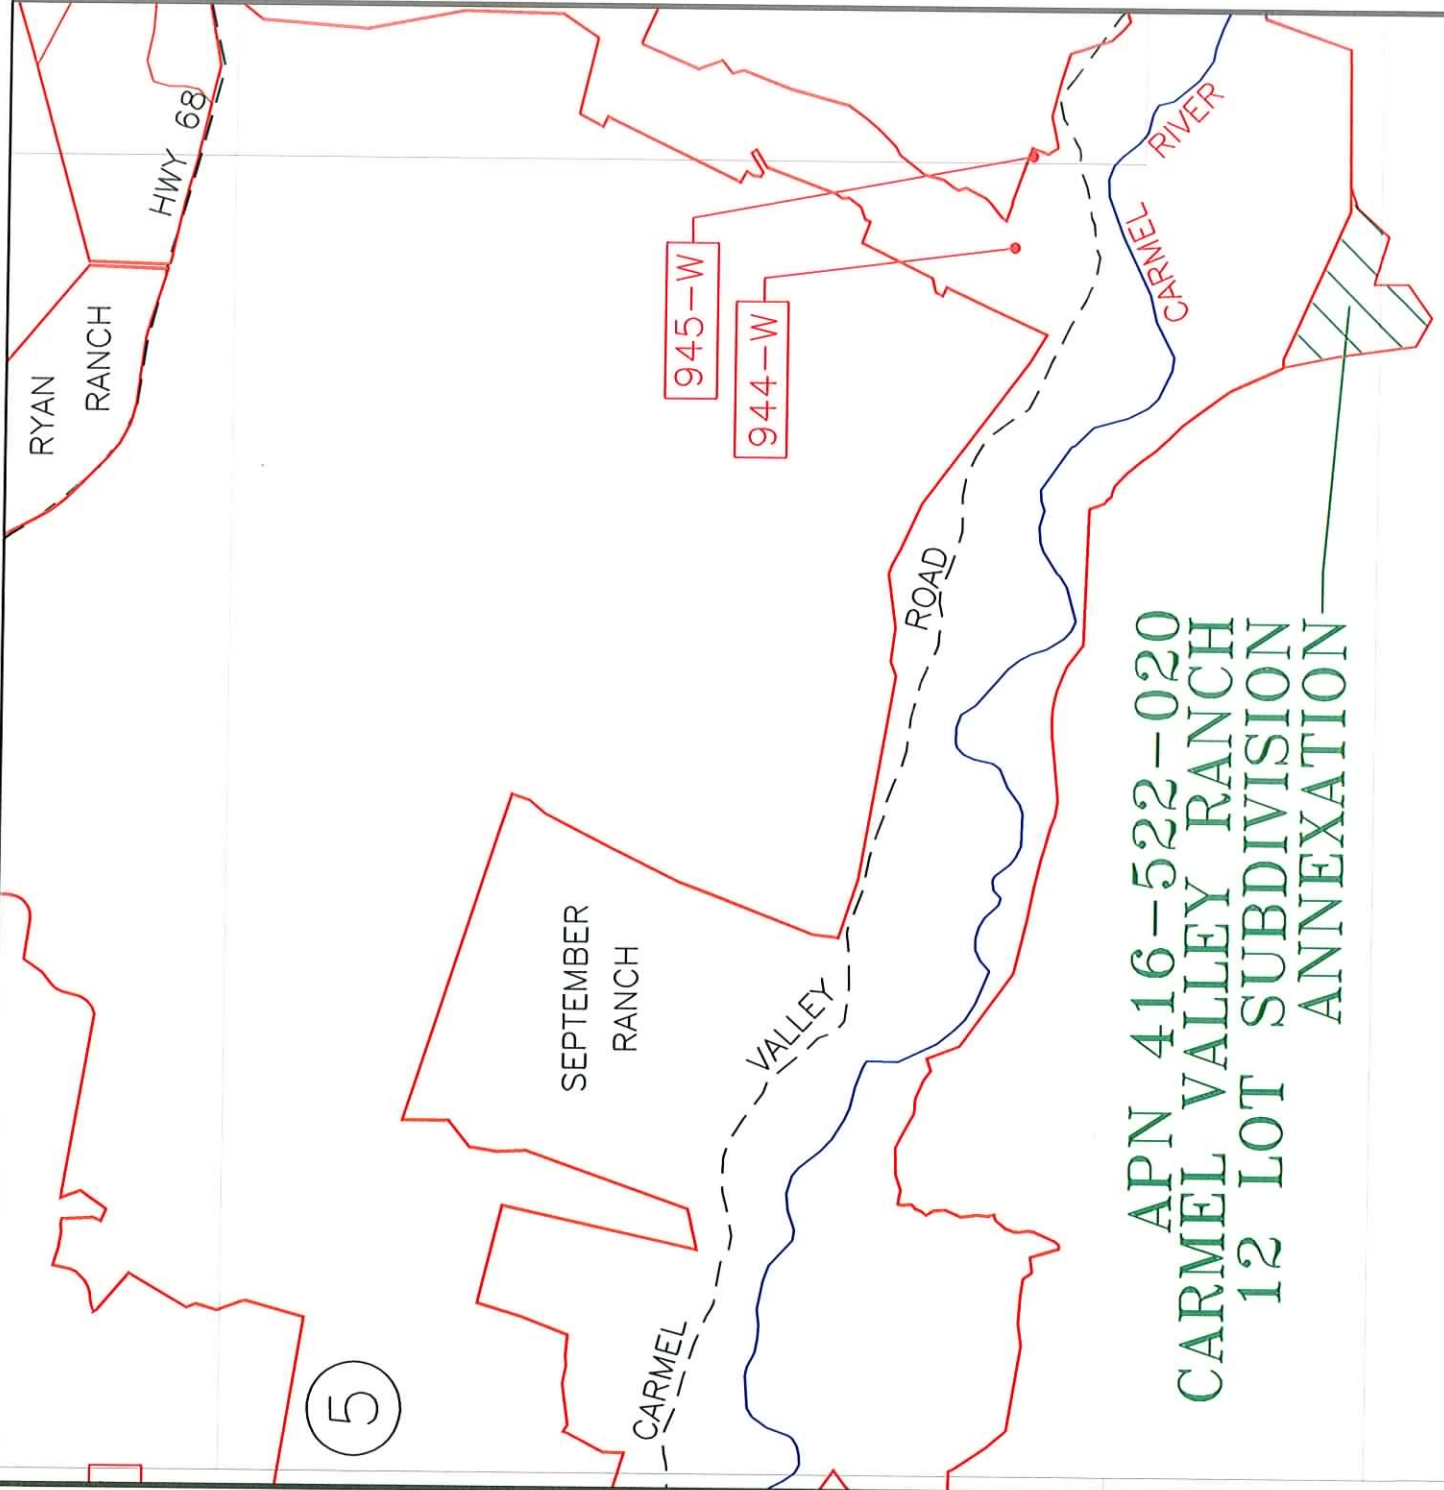 RYAN
RANCH
HWY 68
945-W
944-W
CARMEL RIVER
SEPTEMBER
RANCH
CARMEL VALLEY ROAD
5
APN 416-522-020
CARMEL VALLEY RANCH
12 LOT SUBDIVISION
ANNEXATION